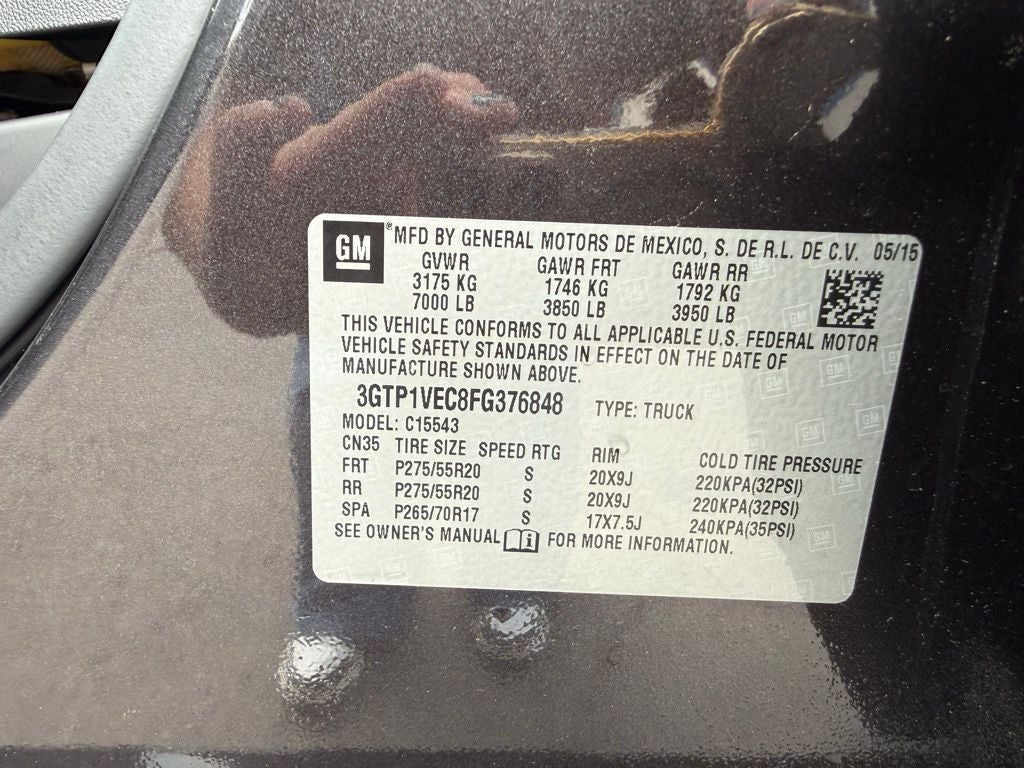 GM ® MFD BY GENERAL MOTORS DE MEXICO, S. DE R.L. DE C.V. 05/15
GVWR GAWR FRT GAWR RR
3175 KG 1746 KG 1792 KG
7000 LB 3850 LB 3950 LB
THIS VEHICLE CONFORMS TO ALL APPLICABLE U.S. FEDERAL MOTOR
VEHICLE SAFETY STANDARDS IN EFFECT ON THE DATE OF
MANUFACTURE SHOWN ABOVE.
3GTP1VEC8FG376848 TYPE: TRUCK
MODEL: C15543
CN35 TIRE SIZE SPEED RTG RIM COLD TIRE PRESSURE
FRT P275/55R20 S 20X9J 220KPA(32PSI)
RR P275/55R20 S 20X9J 220KPA(32PSI)
SPA P265/70R17 S 17X7.5J 240KPA(35PSI)
SEE OWNER'S MANUAL i FOR MORE INFORMATION.